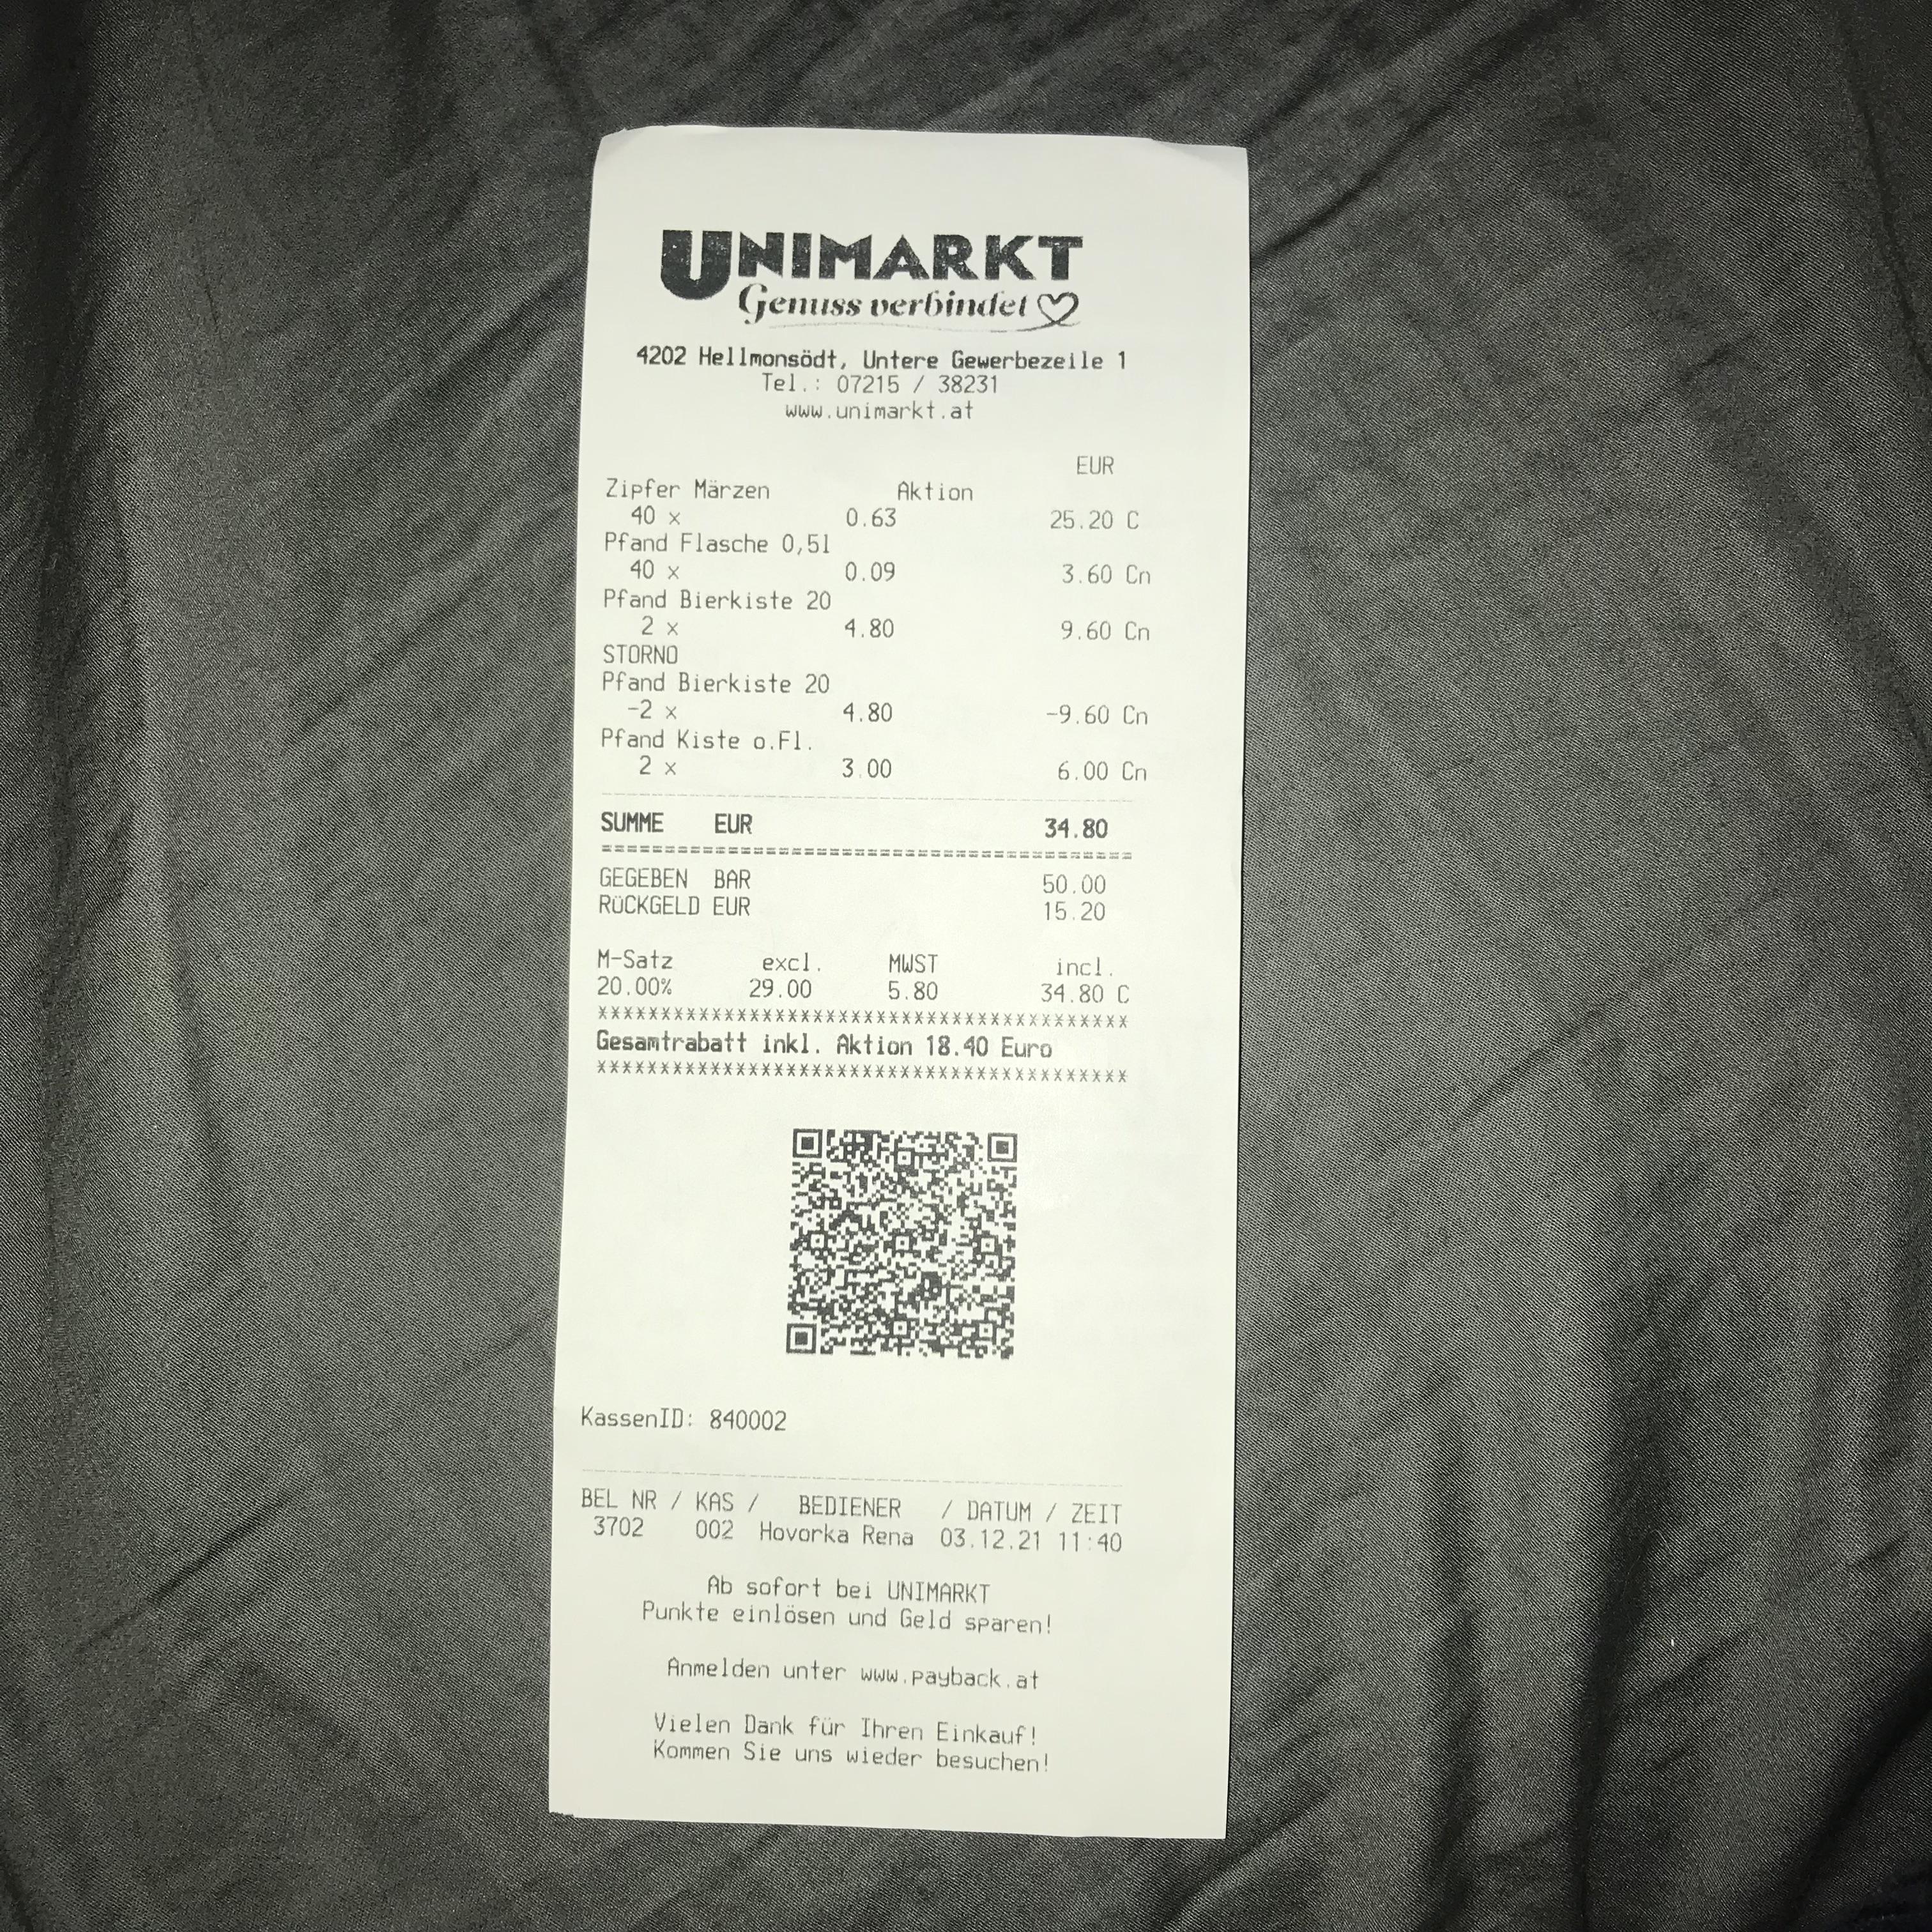 UNIMARKT
Genuss verbindet
4202 Hellmonsödt, Untere Gewerbezeile 1
Tel.: 07215 / 38231
www.unimarkt.at
EUR
Zipfer Märzen Aktion
40 x 0.63 25.20 C
Pfand Flasche 0,5l
40 x 0.09 3.60 Cn
Pfand Bierkiste 20
2 x 4.80 9.60 Cn
STORNO
Pfand Bierkiste 20
-2 x 4.80 -9.60 Cn
Pfand Kiste o.Fl.
2 x 3.00 6.00 Cn
SUMME EUR 34.80
GEGEBEN BAR 50.00
RÜCKGELD EUR 15.20
M-Satz excl. MWST incl.
20.00% 29.00 5.80 34.80 C
Gesamtrabatt inkl. Aktion 18.40 Euro
KassenID: 840002
BEL NR / KAS / BEDIENER / DATUM / ZEIT
3702 002 Hovorka Rena 03.12.21 11:40
Ab sofort bei UNIMARKT
Punkte einlösen und Geld sparen!
Anmelden unter www.payback.at
Vielen Dank für Ihren Einkauf!
Kommen Sie uns wieder besuchen!